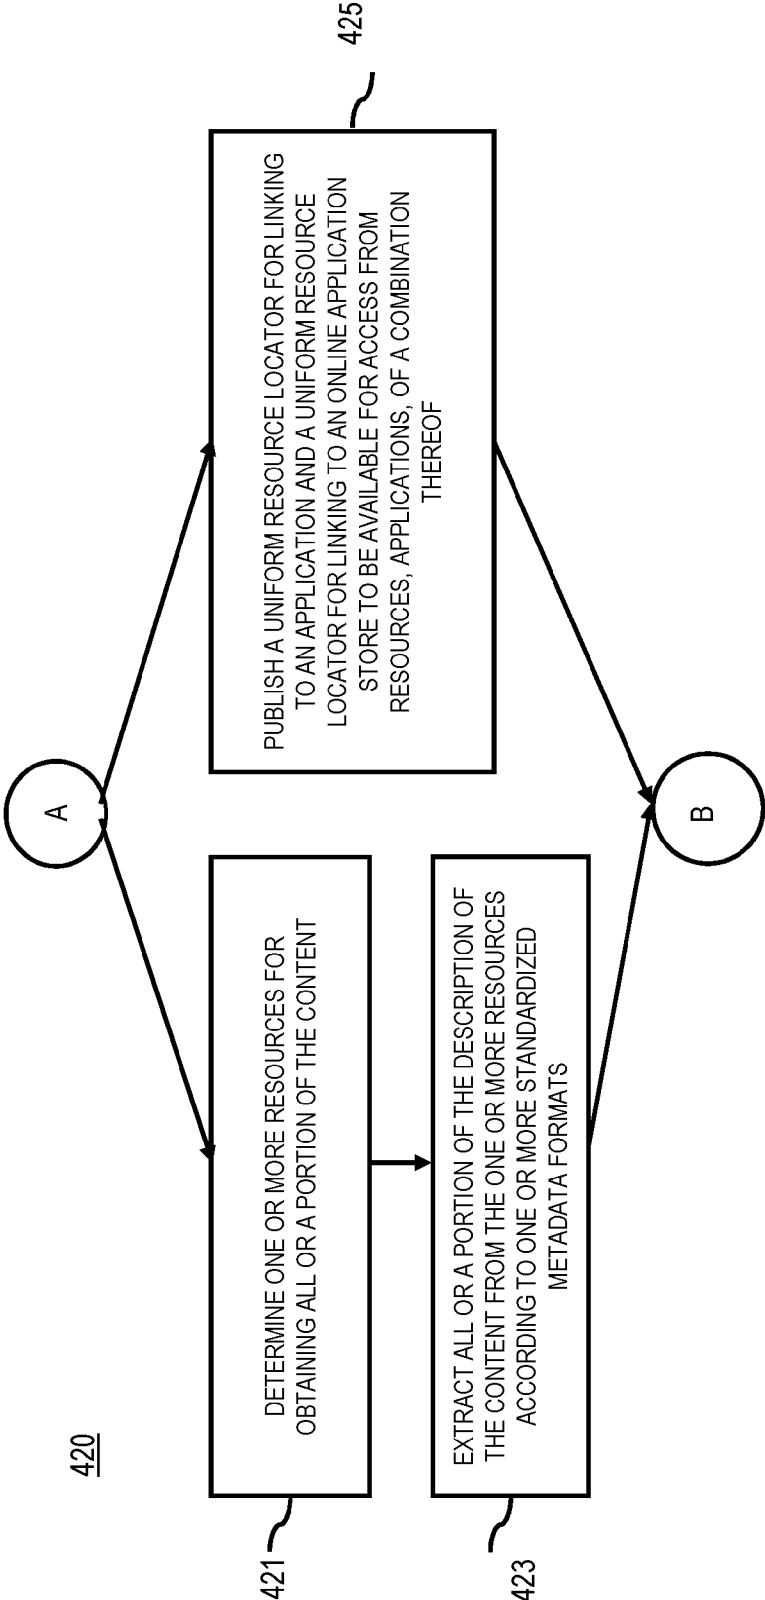 420
A
421
DETERMINE ONE OR MORE RESOURCES FOR
OBTAINING ALL OR A PORTION OF THE CONTENT
423
EXTRACT ALL OR A PORTION OF THE DESCRIPTION OF
THE CONTENT FROM THE ONE OR MORE RESOURCES
ACCORDING TO ONE OR MORE STANDARDIZED
METADATA FORMATS
425
PUBLISH A UNIFORM RESOURCE LOCATOR FOR LINKING
TO AN APPLICATION AND A UNIFORM RESOURCE
LOCATOR FOR LINKING TO AN ONLINE APPLICATION
STORE TO BE AVAILABLE FOR ACCESS FROM
RESOURCES, APPLICATIONS, OF A COMBINATION
THEREOF
B